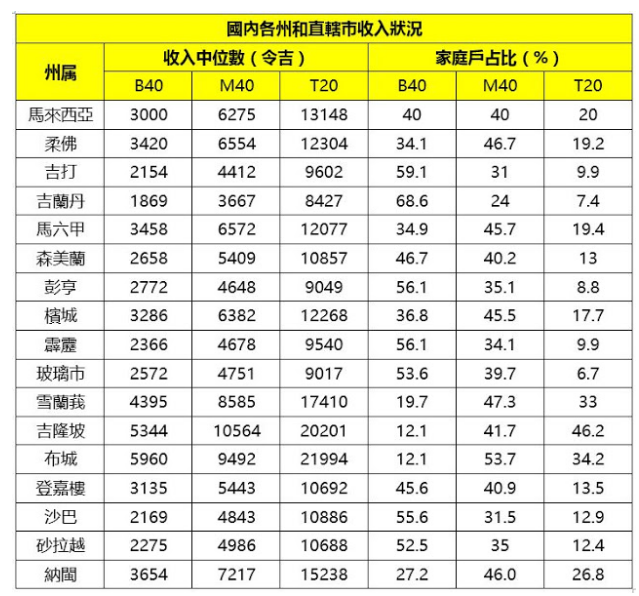 國内各州和直轄市收入狀況
州属 收入中位數（令吉） 家庭戶占比（%）
B40 M40 T20 B40 M40 T20
馬來西亞 3000 6275 13148 40 40 20
柔佛 3420 6554 12304 34.1 46.7 19.2
吉打 2154 4412 9602 59.1 31 9.9
吉蘭丹 1869 3667 8427 68.6 24 7.4
馬六甲 3458 6572 12077 34.9 45.7 19.4
森美蘭 2658 5409 10857 46.7 40.2 13
彭亨 2772 4648 9049 56.1 35.1 8.8
檳城 3286 6382 12268 36.8 45.5 17.7
霹靂 2366 4678 9540 56.1 34.1 9.9
玻璃市 2572 4751 9017 53.6 39.7 6.7
雪蘭莪 4395 8585 17410 19.7 47.3 33
吉隆坡 5344 10564 20201 12.1 41.7 46.2
布城 5960 9492 21994 12.1 53.7 34.2
登嘉樓 3135 5443 10692 45.6 40.9 13.5
沙巴 2169 4843 10886 55.6 31.5 12.9
砂拉越 2275 4986 10688 52.5 35 12.4
納閩 3654 7217 15238 27.2 46.0 26.8